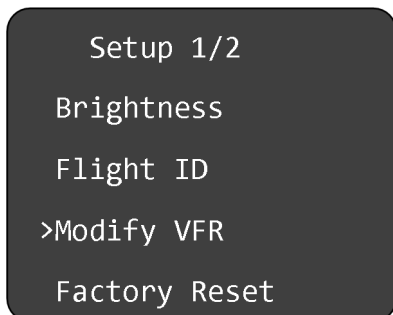 Setup 1/2
Brightness
Flight ID
>Modify VFR
Factory Reset